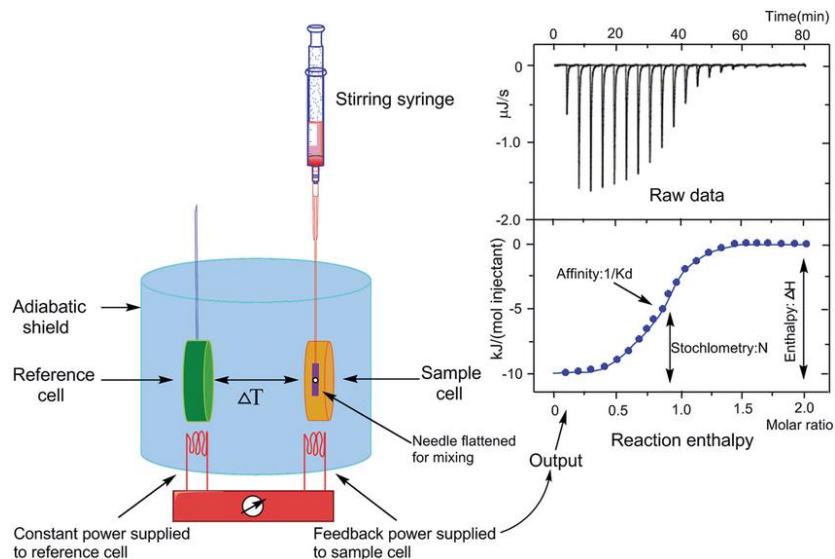 Stirring syringe
Adiabatic
shield
Reference
cell
ΔT
Sample
cell
Needle flattened
for mixing
Constant power supplied
to reference cell
Feedback power supplied
to sample cell
Output
Time(min)
0 20 40 60 80
0
-1.0
-2.0
μJ/s
Raw data
0
-5
-10
kJ/(mol injectant)
Affinity:1/Kd
Stochlometry:N
Enthalpy: ΔH
0 0.5 1.0 1.5 2.0
Molar ratio
Reaction enthalpy